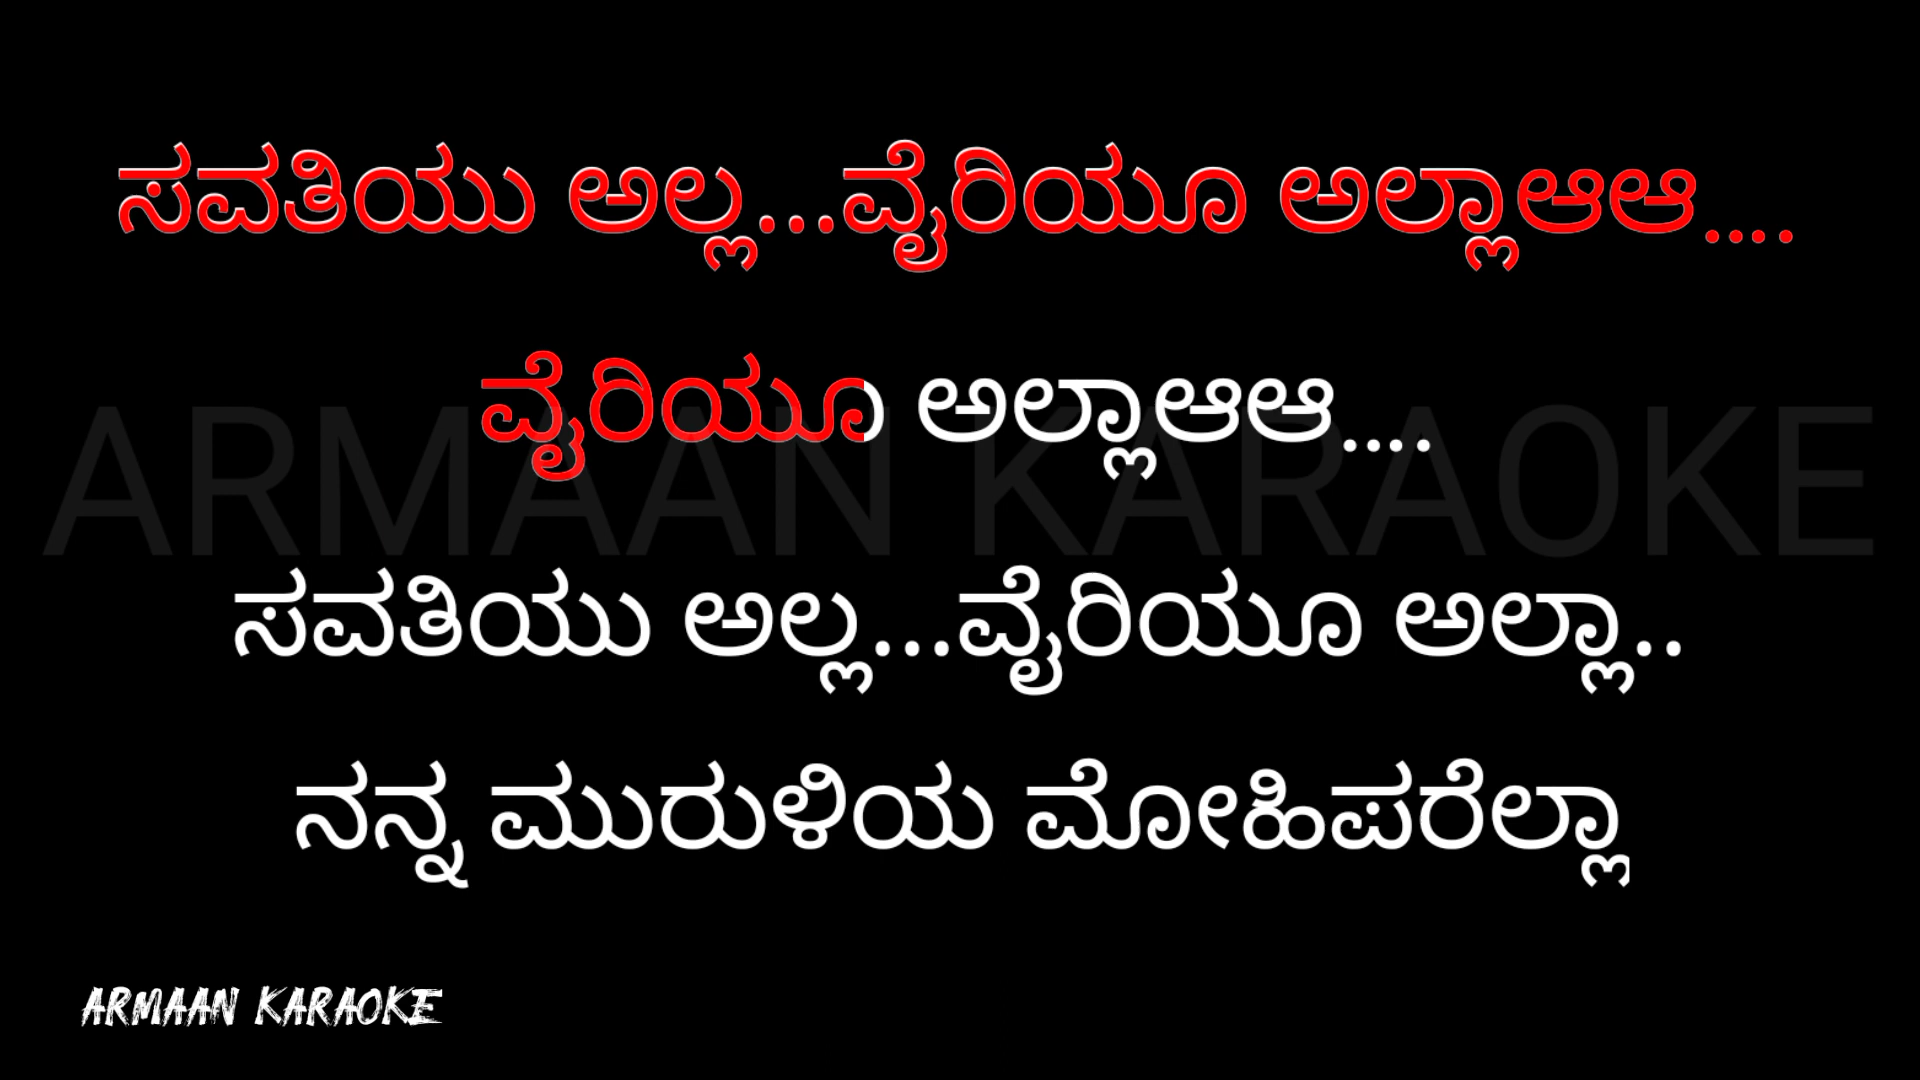 ಸವತಿಯು ಅಲ್ಲ...ವೈರಿಯೂ ಅಲ್ಲಾಆಆ....
ವೈರಿಯೂ ಅಲ್ಲಾಆಆ....
ARMAAN KARAOKE
ಸವತಿಯು ಅಲ್ಲ...ವೈರಿಯೂ ಅಲ್ಲಾ..
ನನ್ನ ಮುರುಳಿಯ ಮೋಹಿಪರೆಲ್ಲಾ
ARMAAN KARAOKE